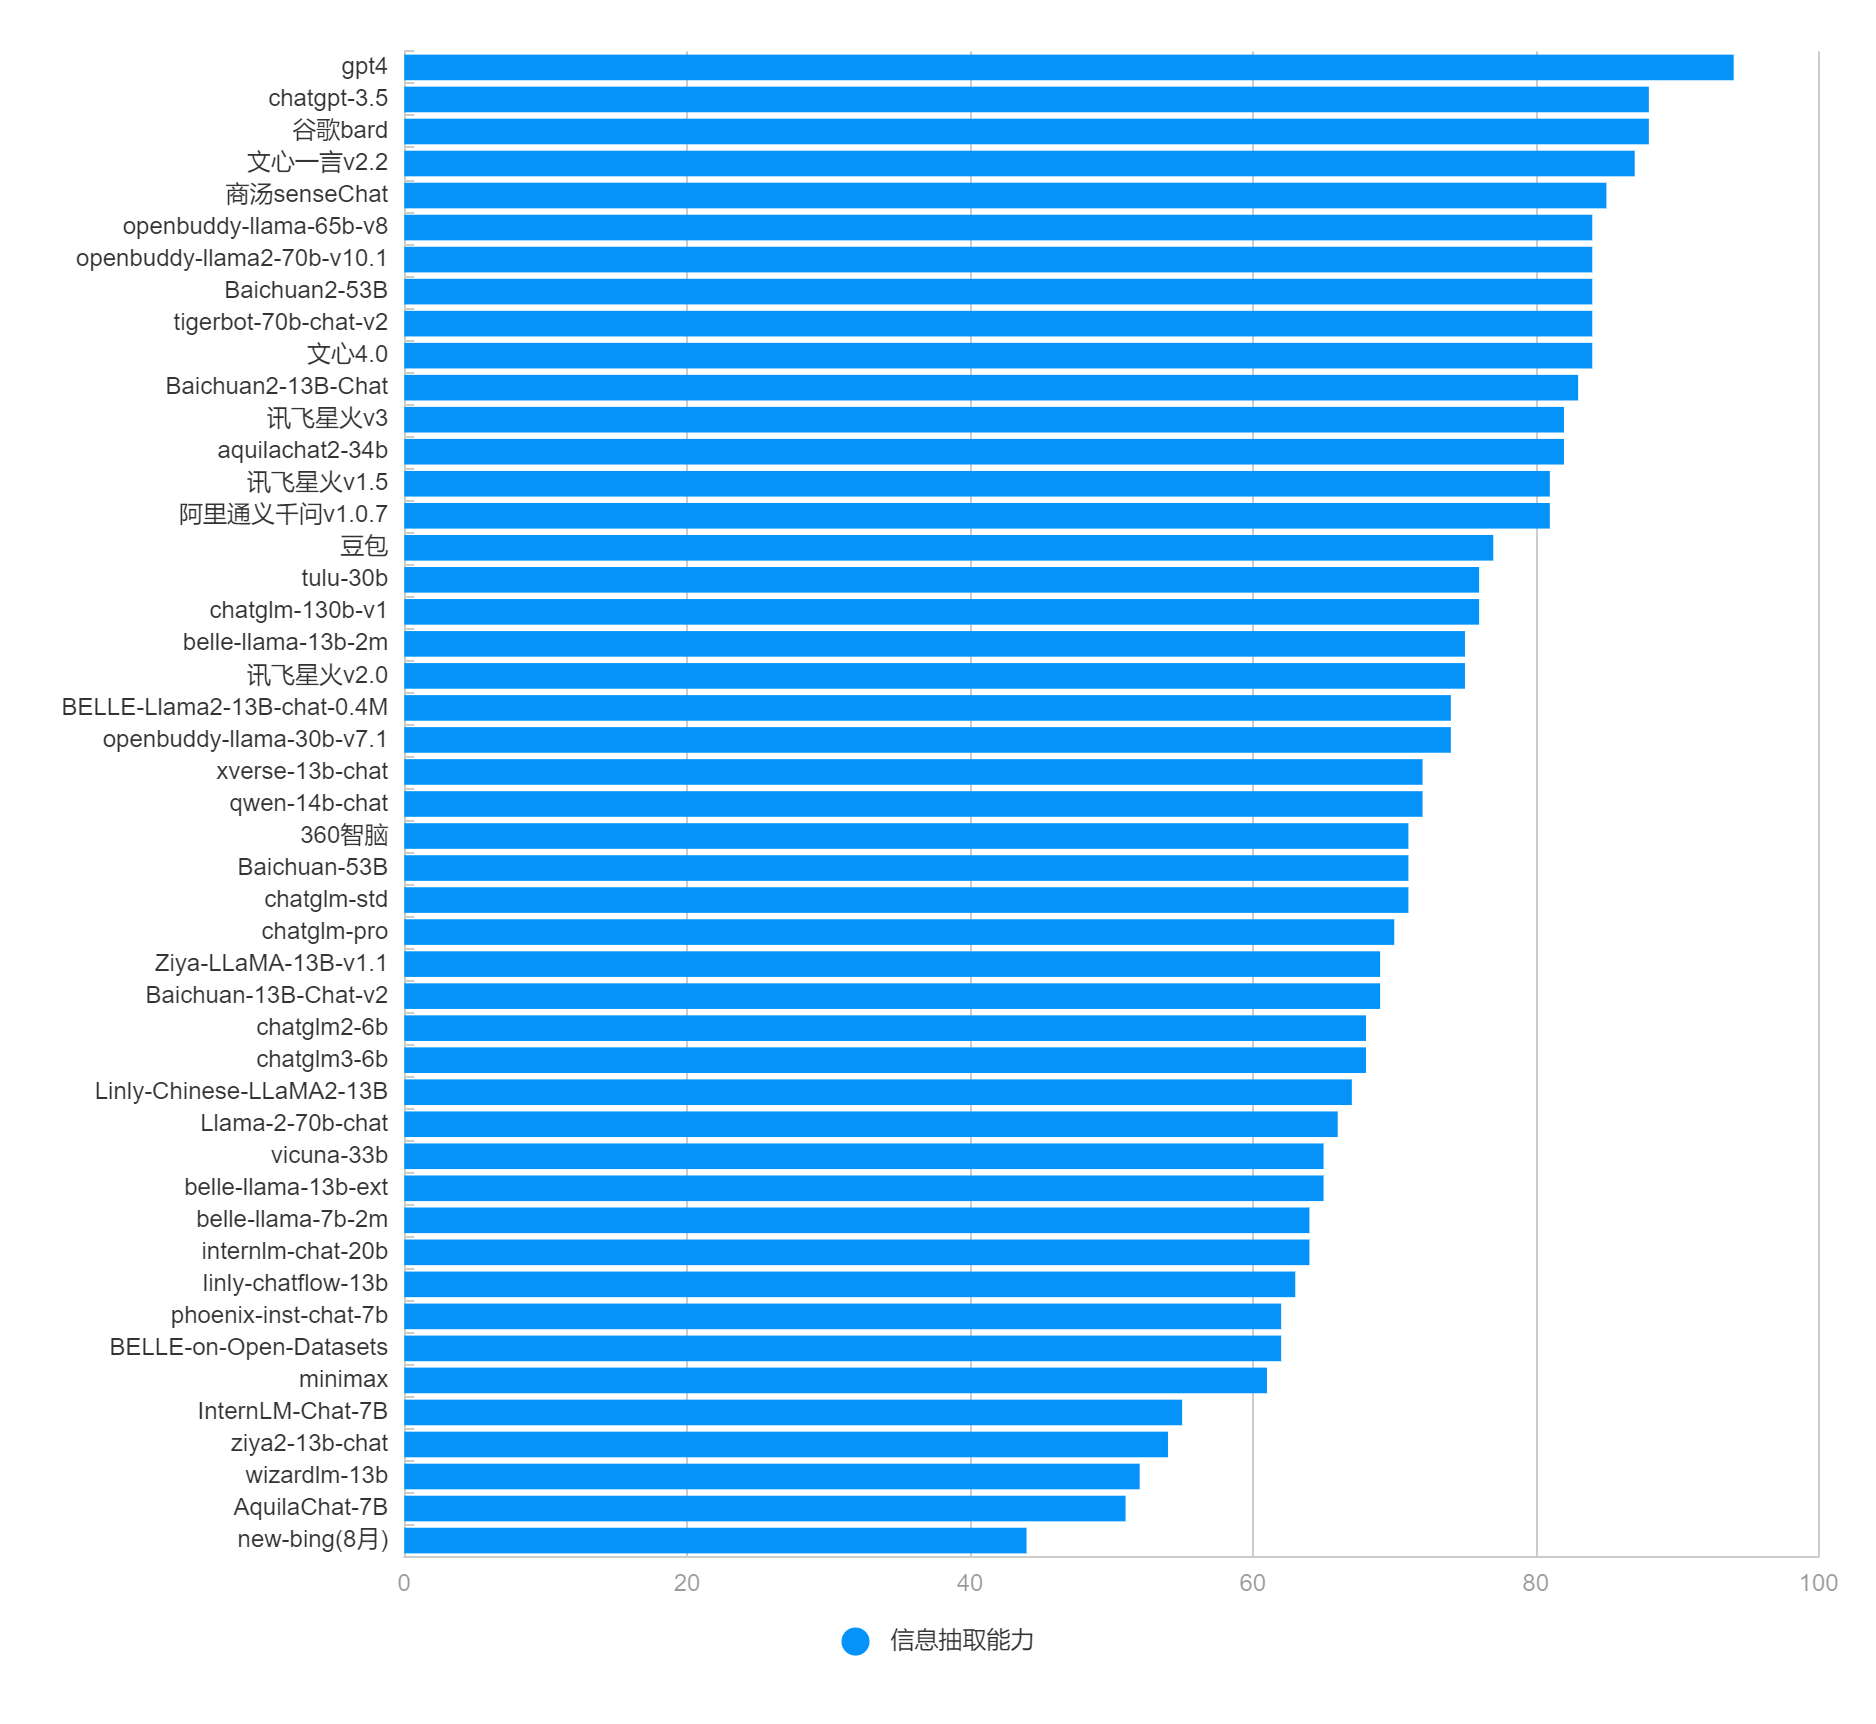 gpt4
chatgpt-3.5
谷歌bard
文心一言v2.2
商汤senseChat
openbuddy-llama-65b-v8
openbuddy-llama2-70b-v10.1
Baichuan2-53B
tigerbot-70b-chat-v2
文心4.0
Baichuan2-13B-Chat
讯飞星火v3
aquilachat2-34b
讯飞星火v1.5
阿里通义千问v1.0.7
豆包
tulu-30b
chatglm-130b-v1
belle-llama-13b-2m
讯飞星火v2.0
BELLE-Llama2-13B-chat-0.4M
openbuddy-llama-30b-v7.1
xverse-13b-chat
qwen-14b-chat
360智脑
Baichuan-53B
chatglm-std
chatglm-pro
Ziya-LLaMA-13B-v1.1
Baichuan-13B-Chat-v2
chatglm2-6b
chatglm3-6b
Linly-Chinese-LLaMA2-13B
Llama-2-70b-chat
vicuna-33b
belle-llama-13b-ext
belle-llama-7b-2m
internlm-chat-20b
linly-chatflow-13b
phoenix-inst-chat-7b
BELLE-on-Open-Datasets
minimax
InternLM-Chat-7B
ziya2-13b-chat
wizardlm-13b
AquilaChat-7B
new-bing(8月)
0 20 40 60 80 100
信息抽取能力